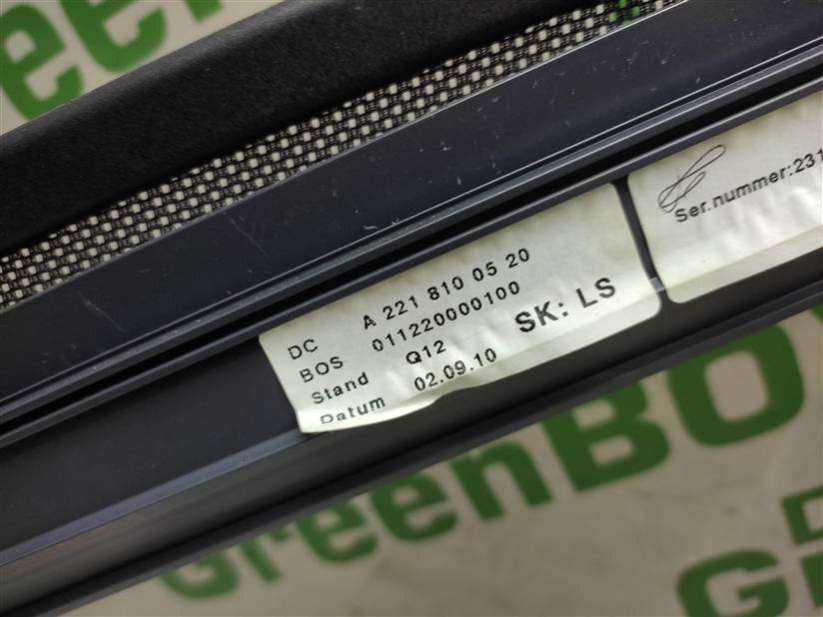 DC A 221 810 05 20
BOS 011220000100
Stand Q12 SK: LS
Datum 02.09.10
Ser.nummer:231
GreenBO